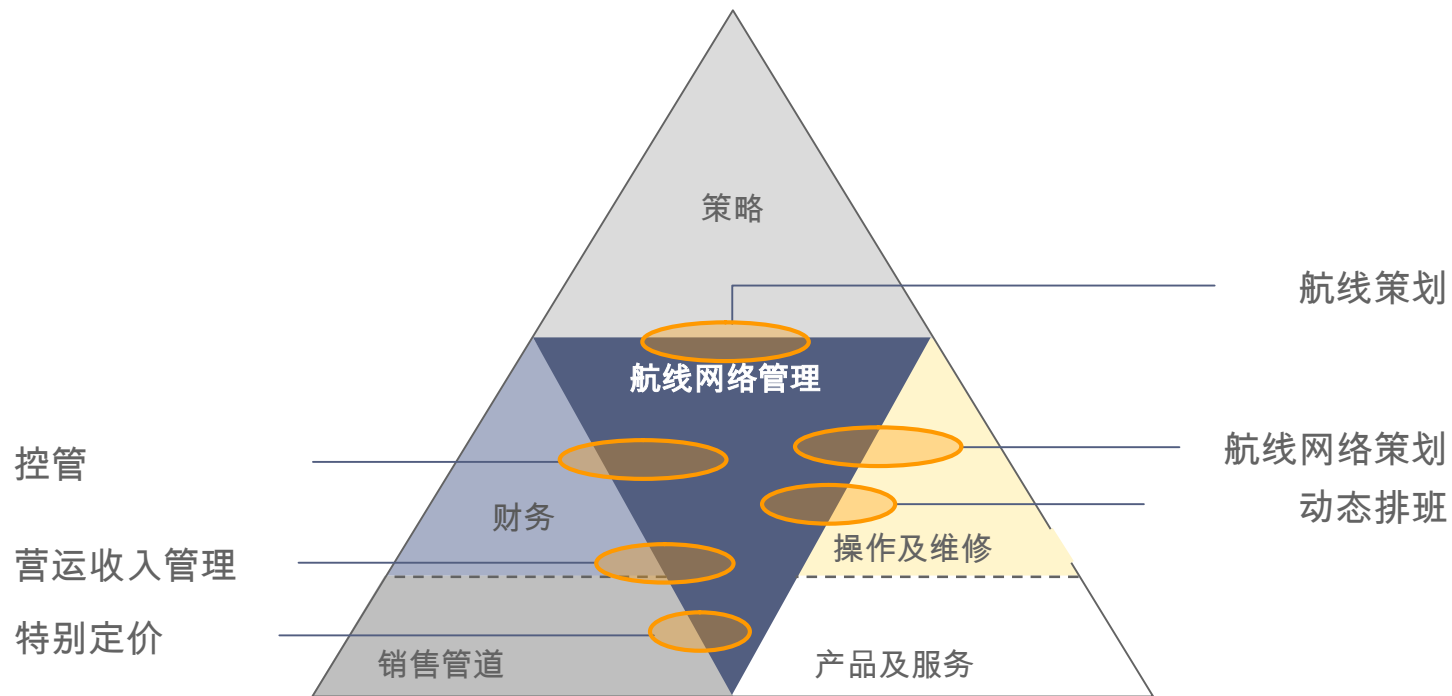 策略
航线策划
航线网络管理
控管
航线网络策划
动态排班
财务
操作及维修
营运收入管理
特别定价
销售管道
产品及服务